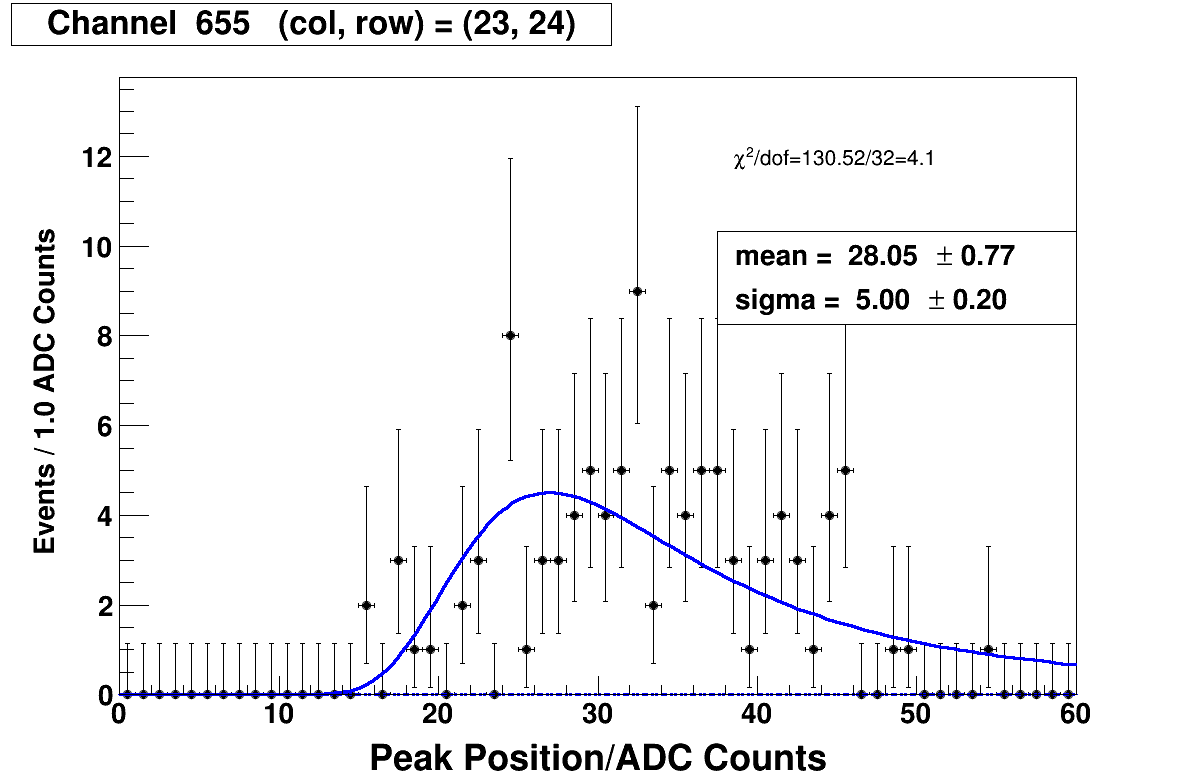 Channel 655 (col, row) = (23, 24)
χ²/dof=130.52/32=4.1
mean = 28.05 ± 0.77
sigma = 5.00 ± 0.20
Events / 1.0 ADC Counts
12
10
8
6
4
2
0
0 10 20 30 40 50 60
Peak Position/ADC Counts